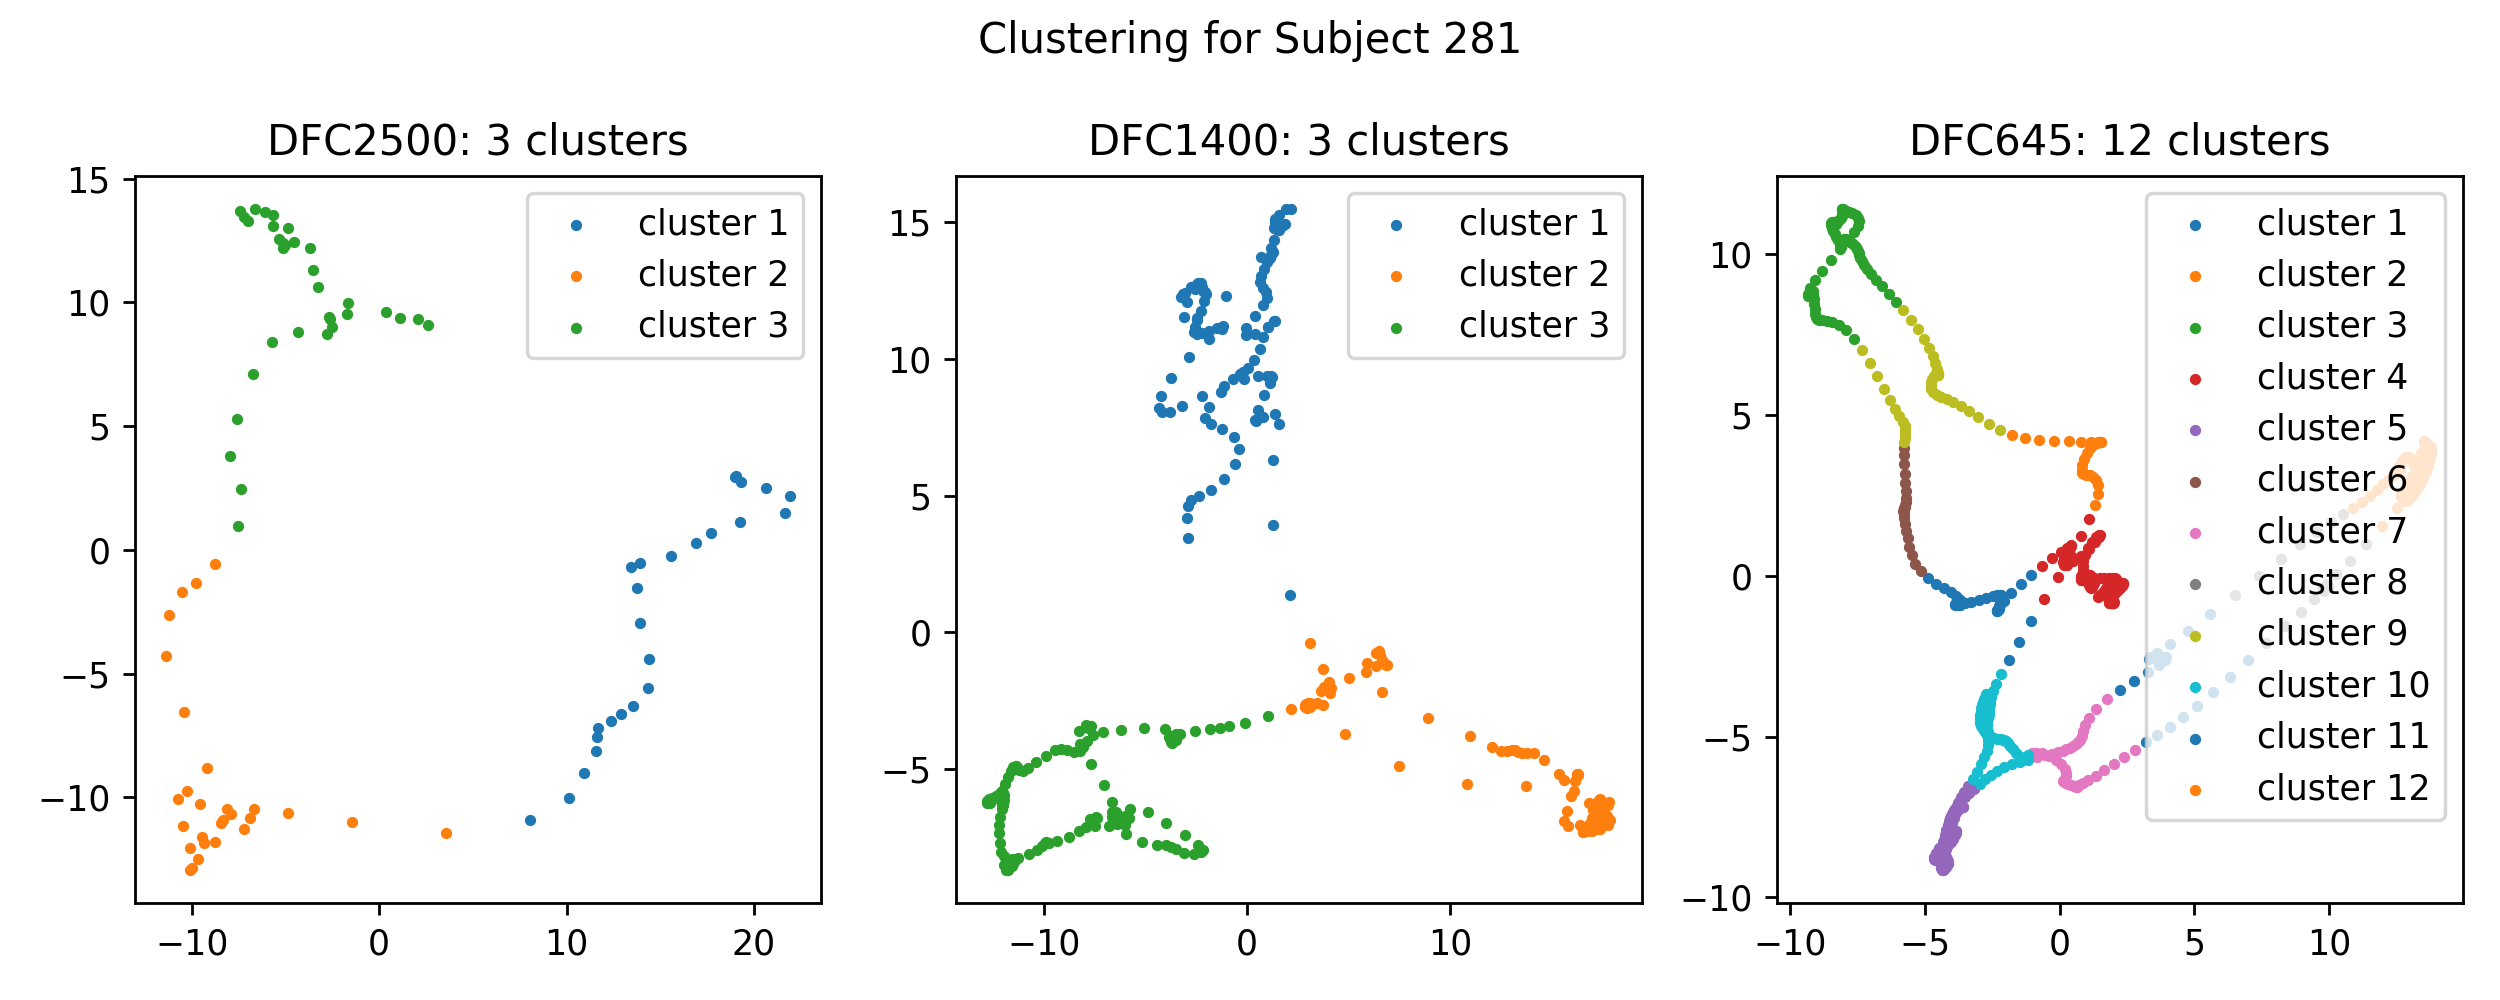 Clustering for Subject 281
DFC2500: 3 clusters
15
10
5
0
−5
−10
−10 0 10 20
cluster 1
cluster 2
cluster 3
DFC1400: 3 clusters
15
10
5
0
−5
−10 0 10
cluster 1
cluster 2
cluster 3
DFC645: 12 clusters
10
5
0
−5
−10
−10 −5 0 5 10
cluster 1
cluster 2
cluster 3
cluster 4
cluster 5
cluster 6
cluster 7
cluster 8
cluster 9
cluster 10
cluster 11
cluster 12